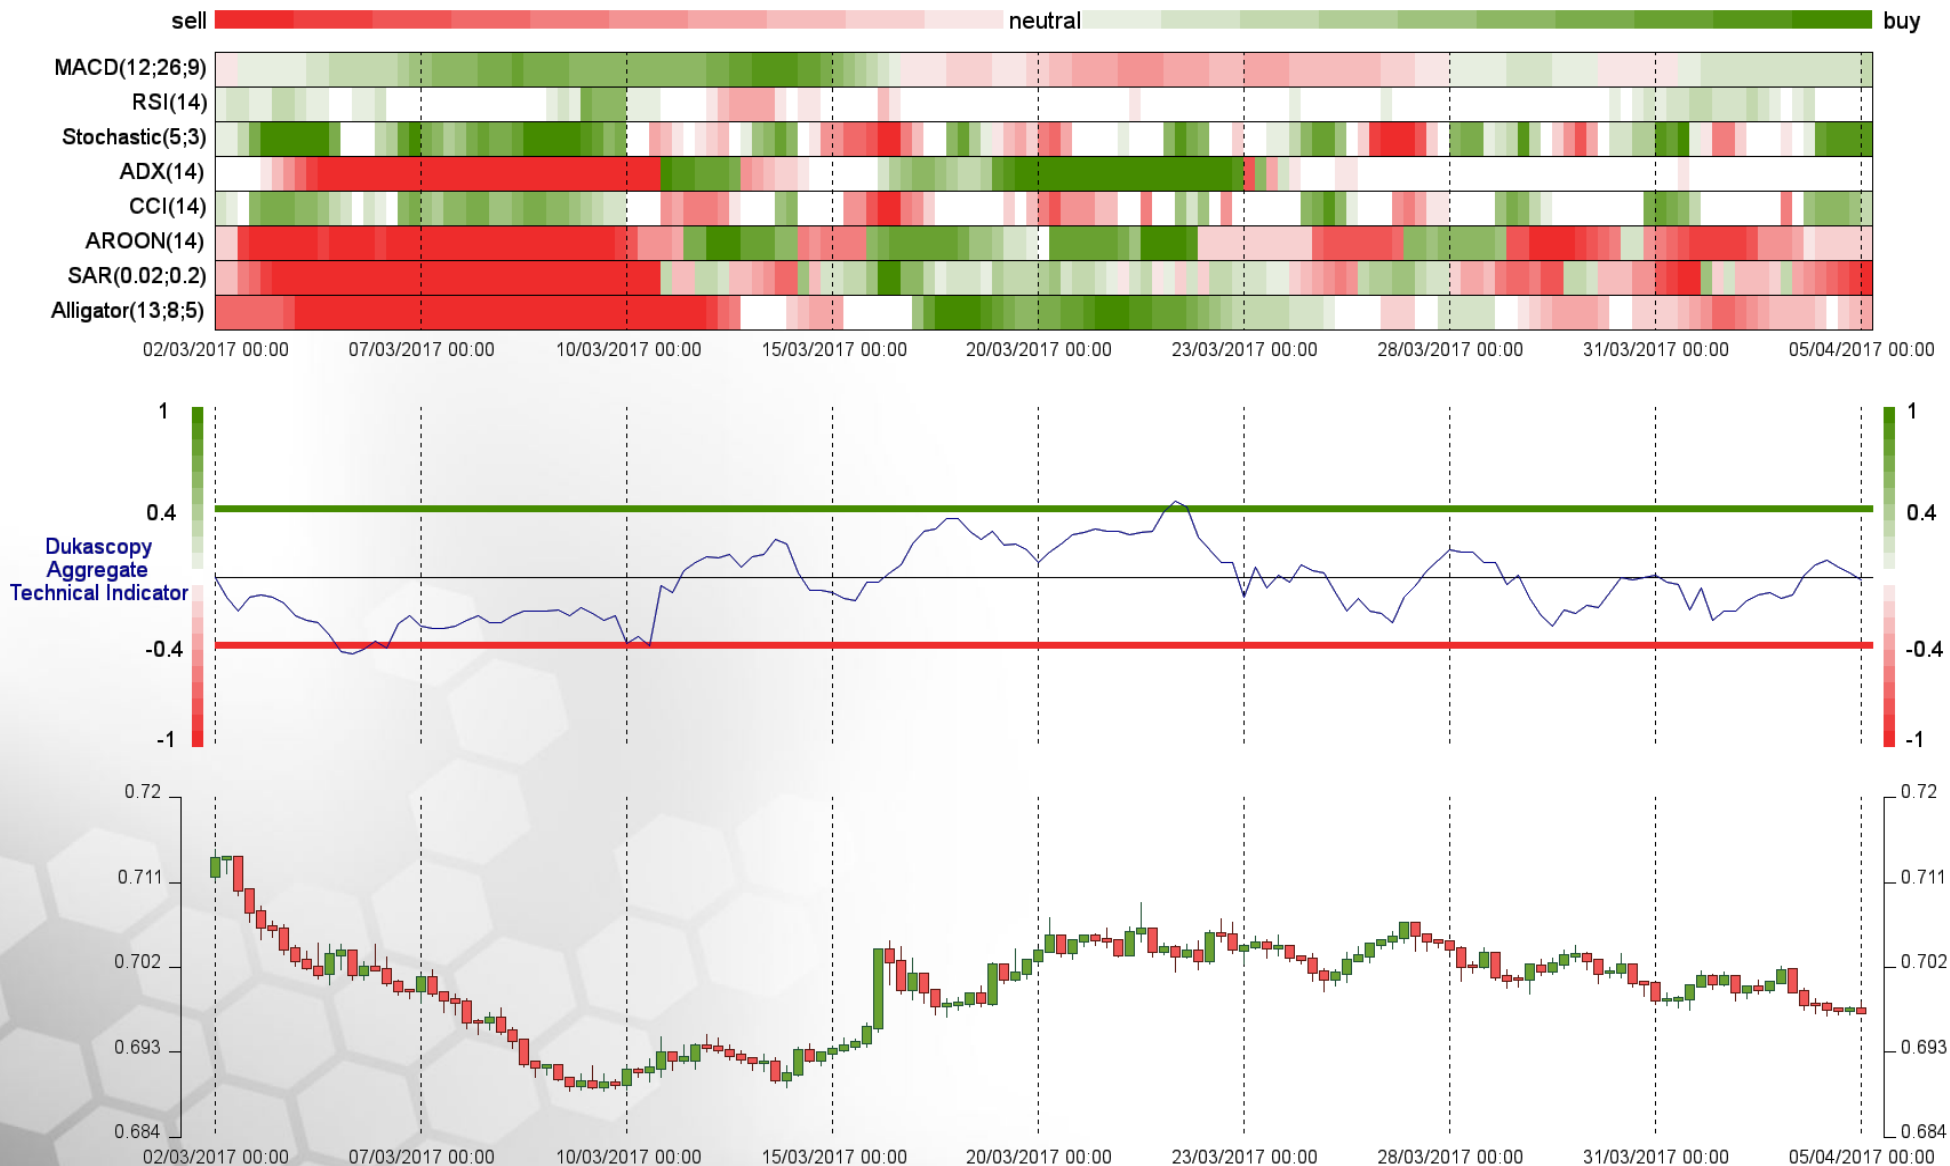 sell neutral buy
MACD(12;26;9)
RSI(14)
Stochastic(5;3)
ADX(14)
CCI(14)
AROON(14)
SAR(0.02;0.2)
Alligator(13;8;5)
02/03/2017 00:00 07/03/2017 00:00 10/03/2017 00:00 15/03/2017 00:00 20/03/2017 00:00 23/03/2017 00:00 28/03/2017 00:00 31/03/2017 00:00 05/04/2017 00:00
1 1
0.4 0.4
Dukascopy
Aggregate
Technical Indicator
-0.4 -0.4
-1 -1
0.72 0.72
0.711 0.711
0.702 0.702
0.693 0.693
0.684 0.684
02/03/2017 00:00 07/03/2017 00:00 10/03/2017 00:00 15/03/2017 00:00 20/03/2017 00:00 23/03/2017 00:00 28/03/2017 00:00 31/03/2017 00:00 05/04/2017 00:00